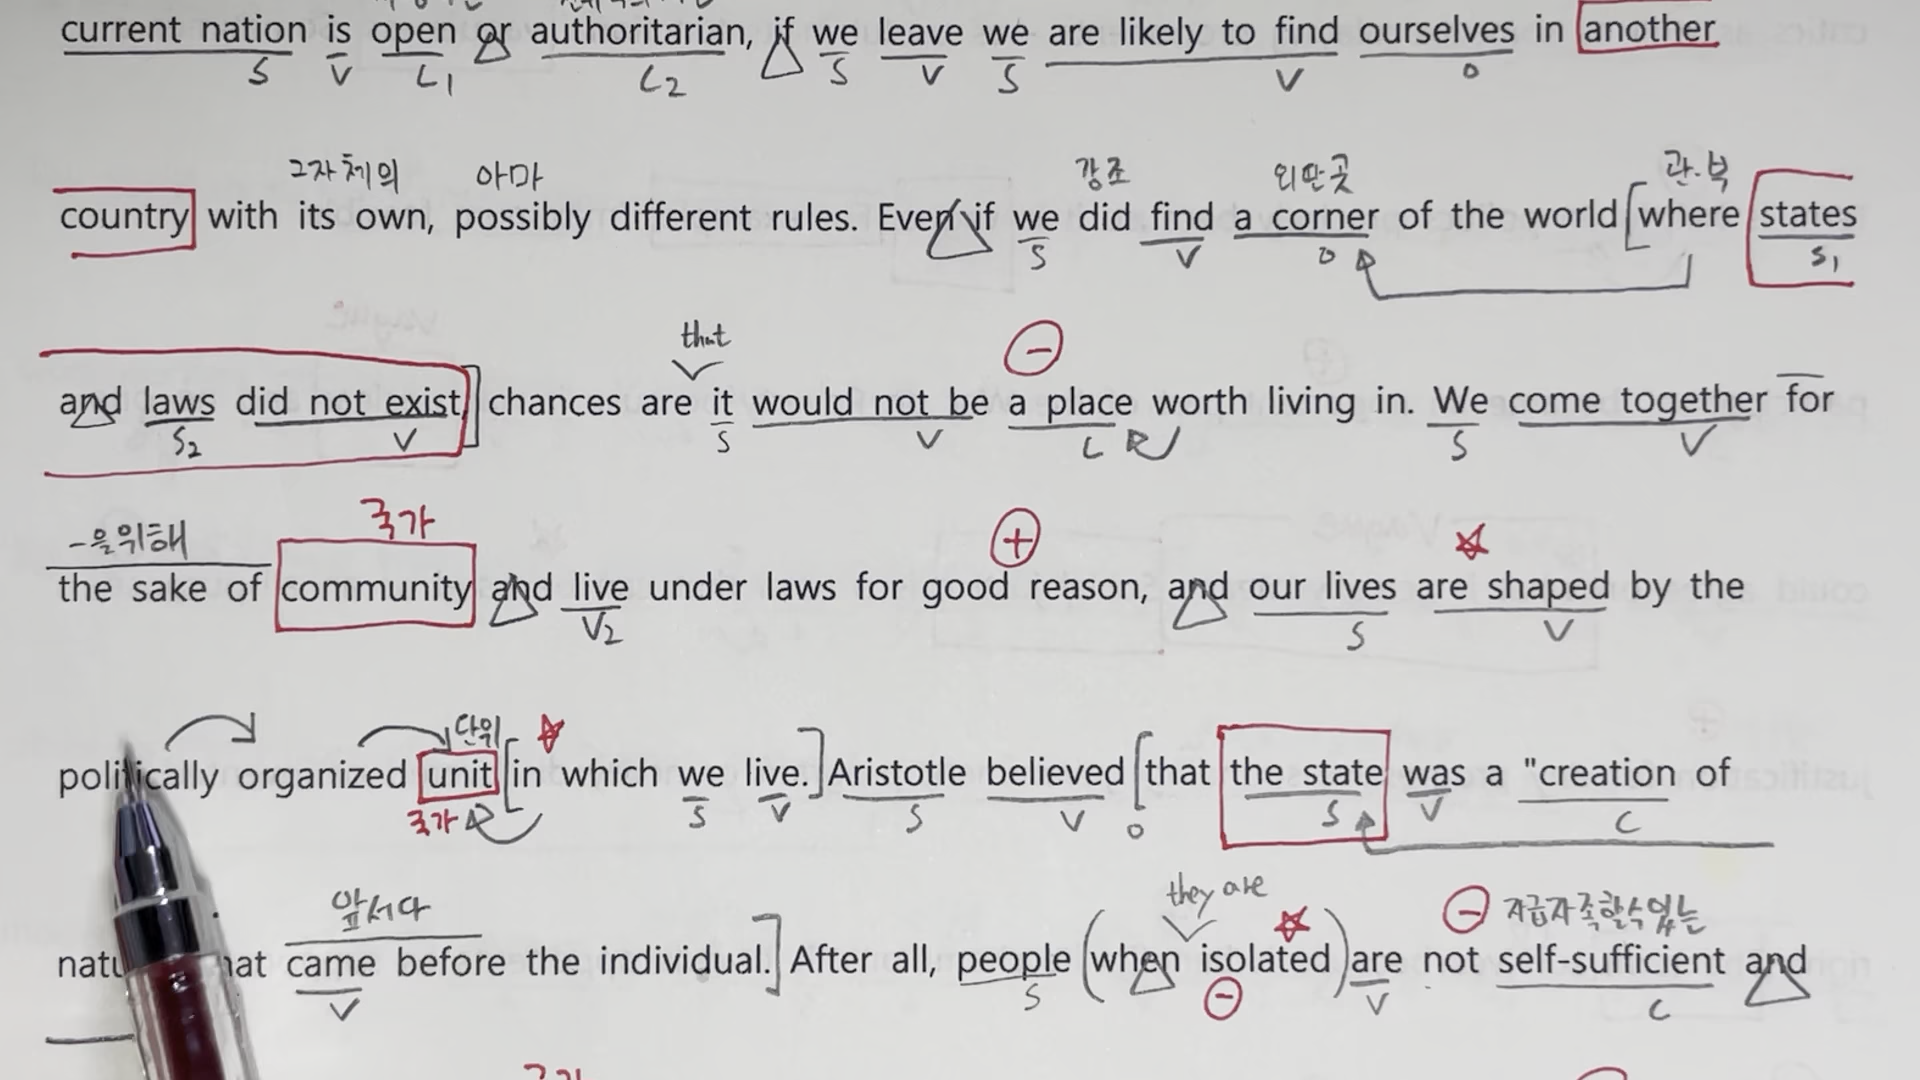 current nation is open or authoritarian, if we leave we are likely to find ourselves in another
S V C1 C2 S V S V O
그자체의 아마 강조 외딴곳 관.부
country with its own, possibly different rules. Even if we did find a corner of the world [where states
S V O S1
that −
and laws did not exist,] chances are it would not be a place worth living in. We come together for
S2 V S V C S V
-을위해 국가 +
the sake of community and live under laws for good reason, and our lives are shaped by the
V2 S V
단위
politically organized unit [in which we live.] Aristotle believed [that the state was a "creation of
국가 S V S V O S V C
앞서다 they are − 자급자족할수없는
came before the individual.] After all, people (when isolated) are not self-sufficient and
V S − V C